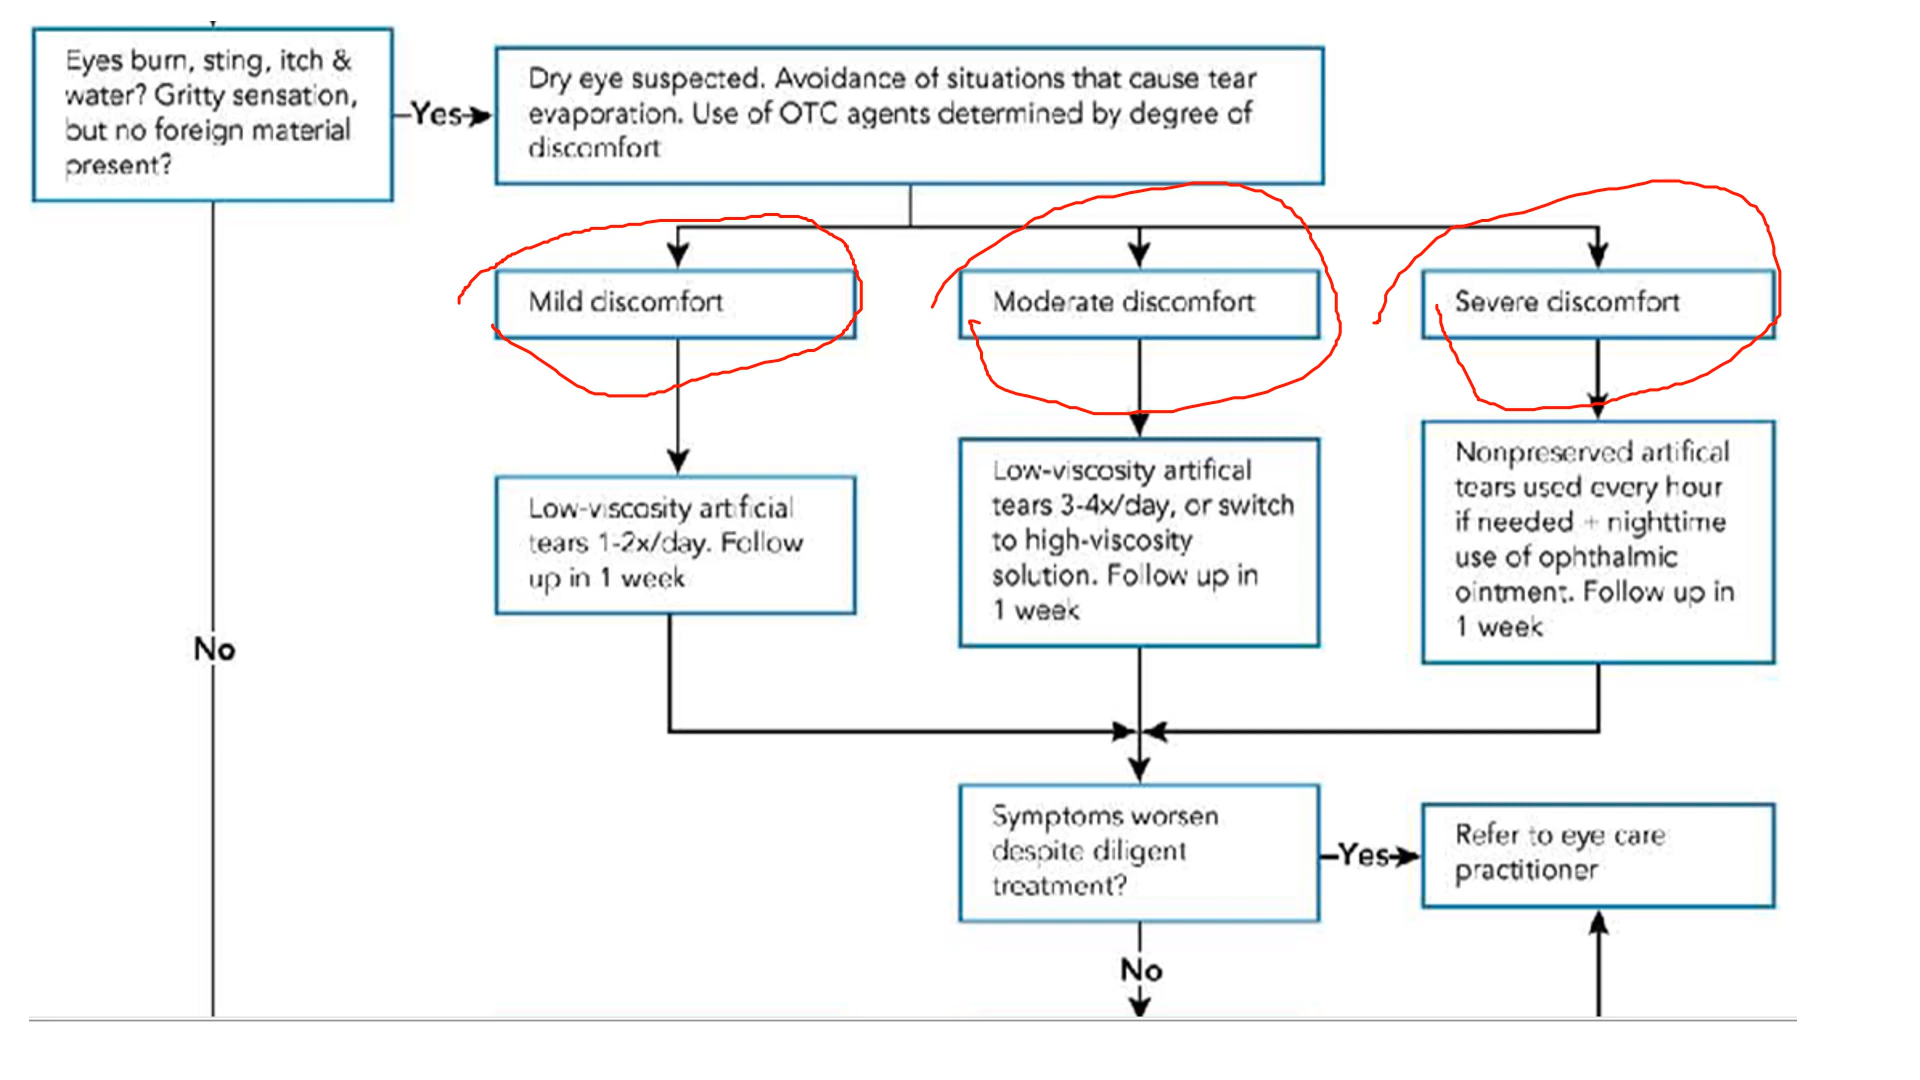 Eyes burn, sting, itch &
water? Gritty sensation,
but no foreign material
present?
Yes
Dry eye suspected. Avoidance of situations that cause tear
evaporation. Use of OTC agents determined by degree of
discomfort
Mild discomfort
Moderate discomfort
Severe discomfort
Low-viscosity artificial
tears 1-2x/day. Follow
up in 1 week
Low-viscosity artifical
tears 3-4x/day, or switch
to high-viscosity
solution. Follow up in
1 week
Nonpreserved artifical
tears used every hour
if needed + nighttime
use of ophthalmic
ointment. Follow up in
1 week
No
Symptoms worsen
despite diligent
treatment?
Yes
Refer to eye care
practitioner
No